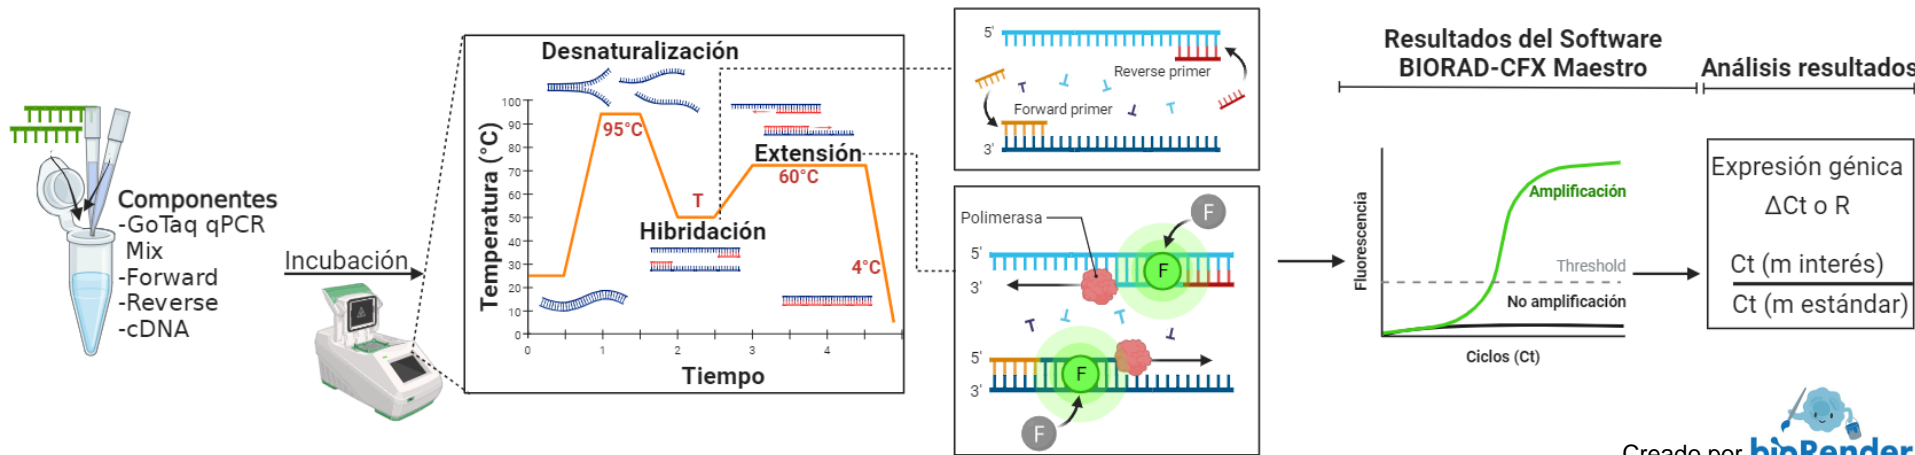 Componentes
-GoTaq qPCR
Mix
-Forward
-Reverse
-cDNA
Incubación
Desnaturalización
Temperatura (°C)
100
90
80
70
60
50
40
30
20
10
0
0
1
2
3
4
Tiempo
95°C
T
Hibridación
Extensión
60°C
4°C
5'
Reverse primer
Forward primer
3'
Polimerasa
F
5'
F
3'
5'
F
3'
F
Resultados del Software
BIORAD-CFX Maestro
Fluorescencia
Amplificación
Threshold
No amplificación
Ciclos (Ct)
Análisis resultados
Expresión génica
ΔCt o R
Ct (m interés)
Ct (m estándar)
Creado por bioRender